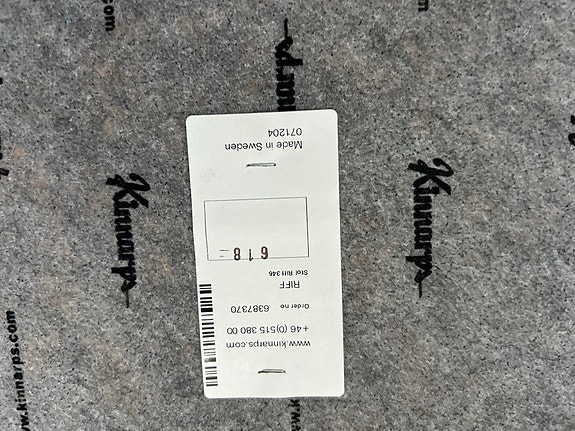 www.kinnarps.com
+46 (0)515 380 00
Order no 6387370
RIFF
Stol Riff 346
618
Made in Sweden
071204
Kinnarps
Kinnarps
www.kinnarps.com